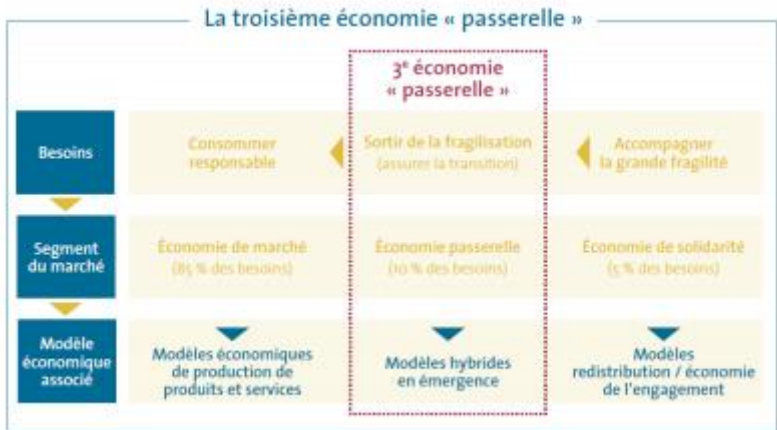 La troisième économie « passerelle »
3e économie
« passerelle »
Besoins
Consommer
responsable
Sortir de la fragilisation
(assurer la transition)
Accompagner
la grande fragilité
Segment
du marché
Économie de marché
(85 % des besoins)
Économie passerelle
(10 % des besoins)
Économie de solidarité
(5 % des besoins)
Modèle
économique
associé
Modèles économiques
de production de
produits et services
Modèles hybrides
en émergence
Modèles
redistribution / économie
de l'engagement